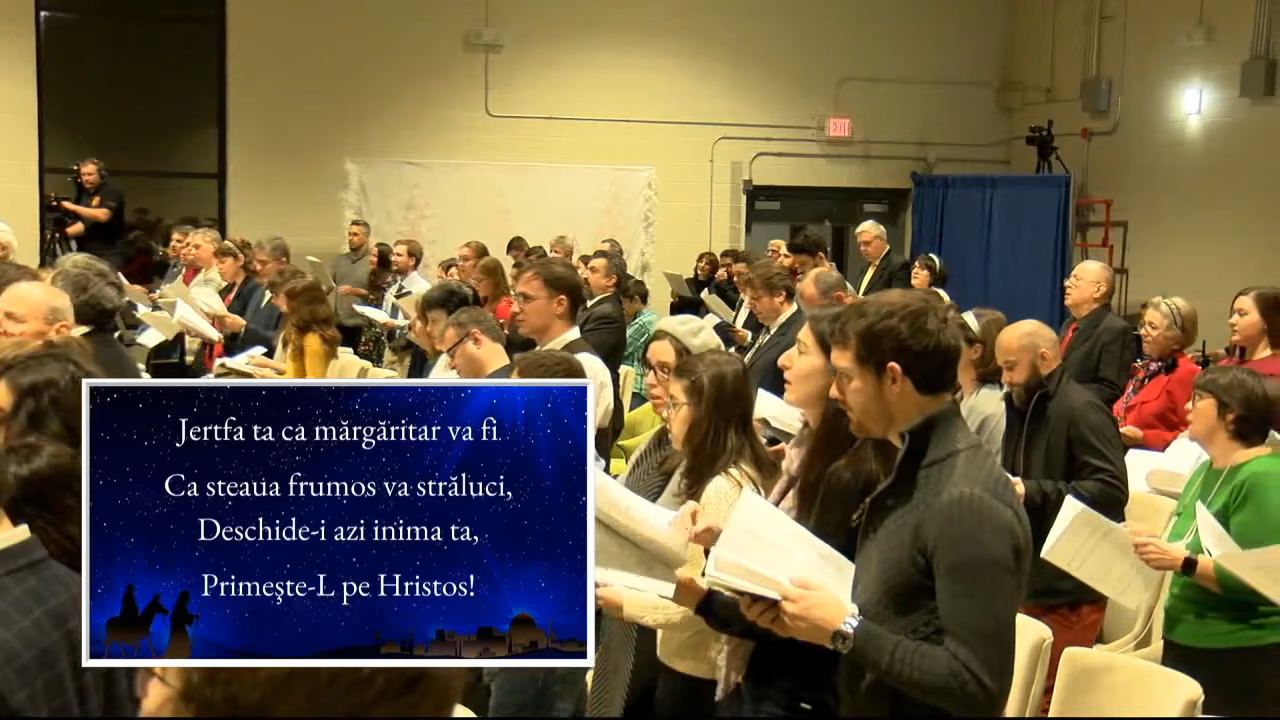 Jertfa ta ca mărgăritar va fi
Ca steaua frumos va străluci,
Deschide-i azi inima ta,
Primeşte-L pe Hristos!